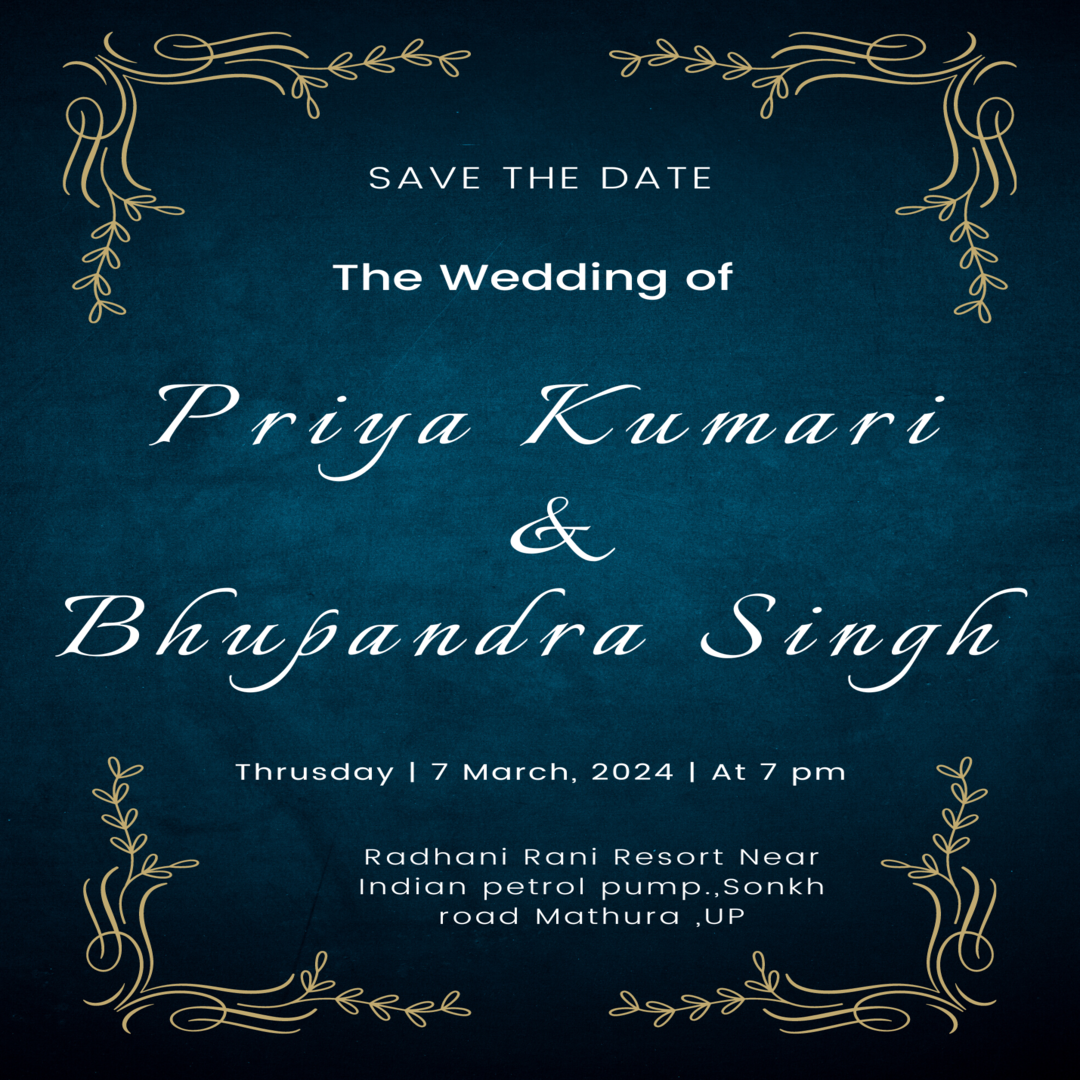 SAVE THE DATE
The Wedding of
Priya Kumari
&
Bhupandra Singh
Thrusday | 7 March, 2024 | At 7 pm
Radhani Rani Resort Near
Indian petrol pump.,Sonkh
road Mathura ,UP